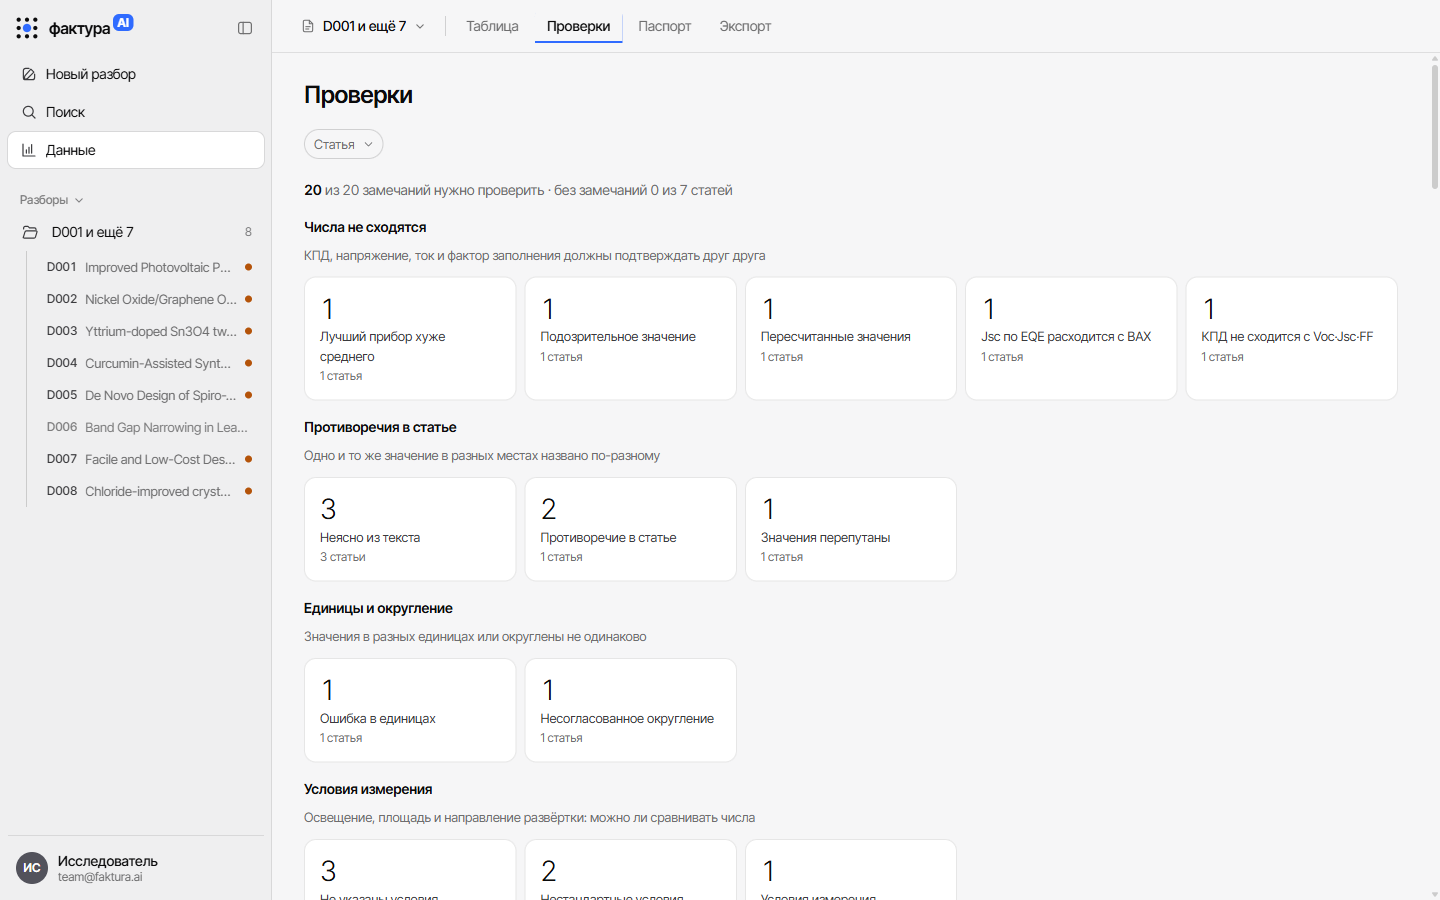 фактура AI
Новый разбор
Поиск
Данные
Разборы
D001 и ещё 7 8
D001 Improved Photovoltaic P...
D002 Nickel Oxide/Graphene O...
D003 Yttrium-doped Sn3O4 tw...
D004 Curcumin-Assisted Synt...
D005 De Novo Design of Spiro-...
D006 Band Gap Narrowing in Lea...
D007 Facile and Low-Cost Des...
D008 Chloride-improved cryst...
ИС
Исследователь
team@faktura.ai
D001 и ещё 7
Таблица
Проверки
Паспорт
Экспорт
Проверки
Статья
20 из 20 замечаний нужно проверить · без замечаний 0 из 7 статей
Числа не сходятся
КПД, напряжение, ток и фактор заполнения должны подтверждать друг друга
1
Лучший прибор хуже
среднего
1 статья
1
Подозрительное значение
1 статья
1
Пересчитанные значения
1 статья
1
Jsc по EQE расходится с ВАХ
1 статья
1
КПД не сходится с Voc·Jsc·FF
1 статья
Противоречия в статье
Одно и то же значение в разных местах названо по-разному
3
Неясно из текста
3 статьи
2
Противоречие в статье
1 статья
1
Значения перепутаны
1 статья
Единицы и округление
Значения в разных единицах или округлены не одинаково
1
Ошибка в единицах
1 статья
1
Несогласованное округление
1 статья
Условия измерения
Освещение, площадь и направление развёртки: можно ли сравнивать числа
3
Не указаны условия
2
Нестандартные условия
1
Условия измерения